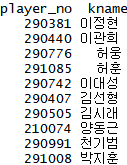 player_no kname
290381 이정현
290440 이관희
290776 허웅
291085 허훈
290742 이대성
290407 김선형
290505 김시래
210074 양동근
290991 천기범
291008 박지훈